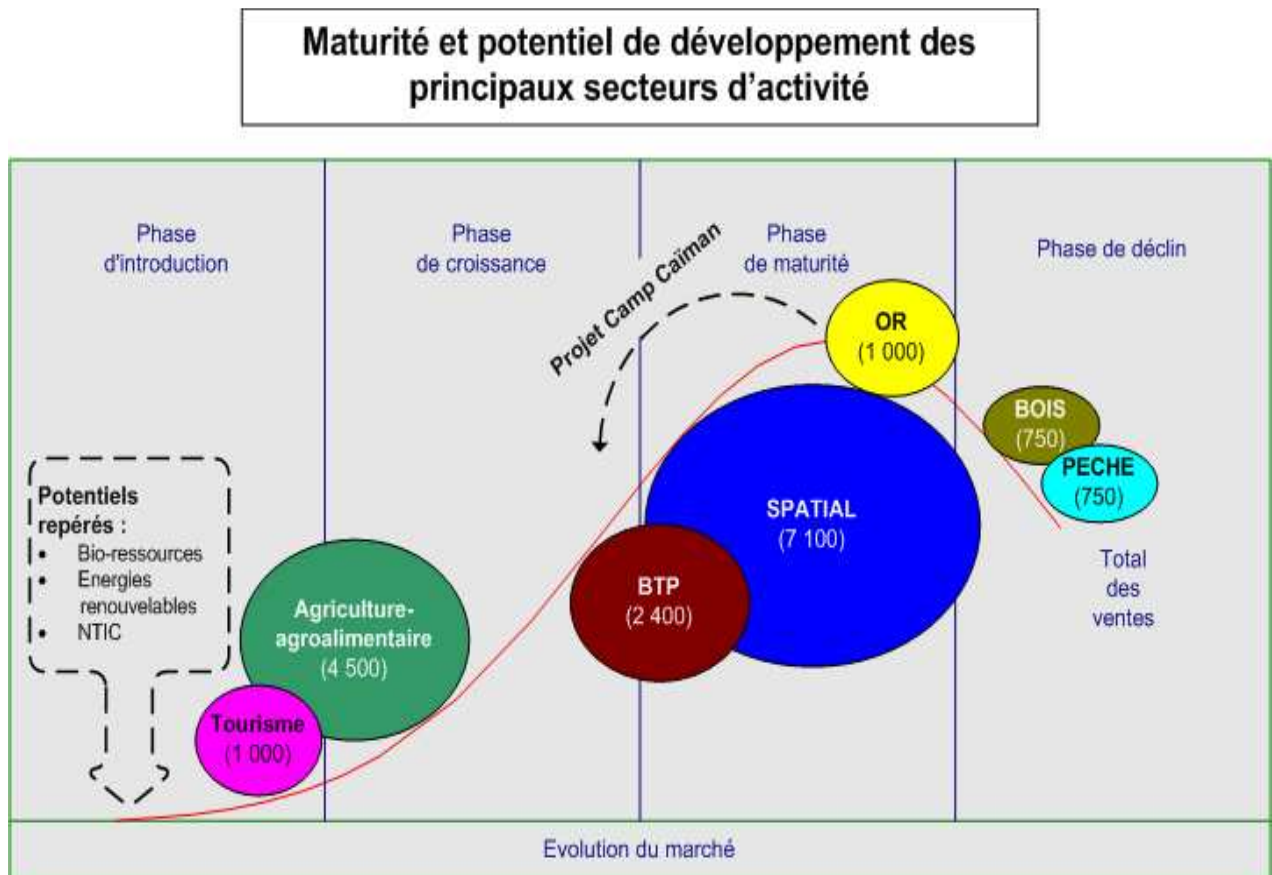 Maturité et potentiel de développement des
principaux secteurs d'activité
Phase
d'introduction
Phase
de croissance
Phase
de maturité
Phase de déclin
Projet Camp Caïman
OR
(1 000)
BOIS
(750)
PECHE
(750)
SPATIAL
(7 100)
BTP
(2 400)
Potentiels
repérés :
• Bio-ressources
• Energies
renouvelables
• NTIC
Agriculture-
agroalimentaire
(4 500)
Tourisme
(1 000)
Total
des
ventes
Evolution du marché